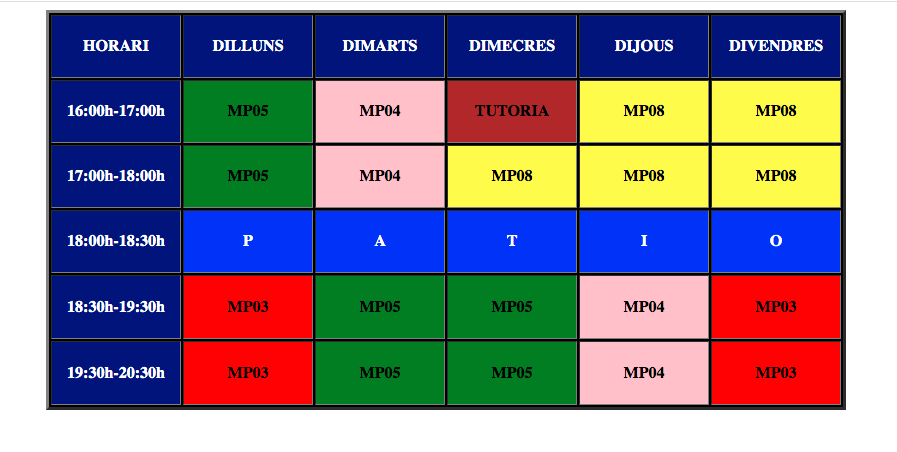 HORARI DILLUNS DIMARTS DIMECRES DIJOUS DIVENDRES
16:00h-17:00h MP05 MP04 TUTORIA MP08 MP08
17:00h-18:00h MP05 MP04 MP08 MP08 MP08
18:00h-18:30h P A T I O
18:30h-19:30h MP03 MP05 MP05 MP04 MP03
19:30h-20:30h MP03 MP05 MP05 MP04 MP03